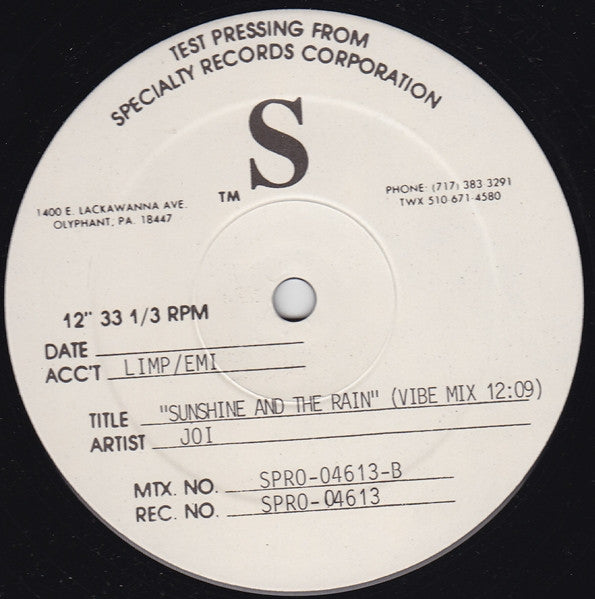 TEST PRESSING FROM
SPECIALTY RECORDS CORPORATION
S
TM
1400 E. LACKAWANNA AVE.
OLYPHANT, PA. 18447
PHONE: (717) 383 3291
TWX 510-671-4580
12" 33 1/3 RPM
DATE
ACC'T LIMP/EMI
TITLE "SUNSHINE AND THE RAIN" (VIBE MIX 12:09)
ARTIST JOI
MTX. NO. SPRO-04613-B
REC. NO. SPRO-04613